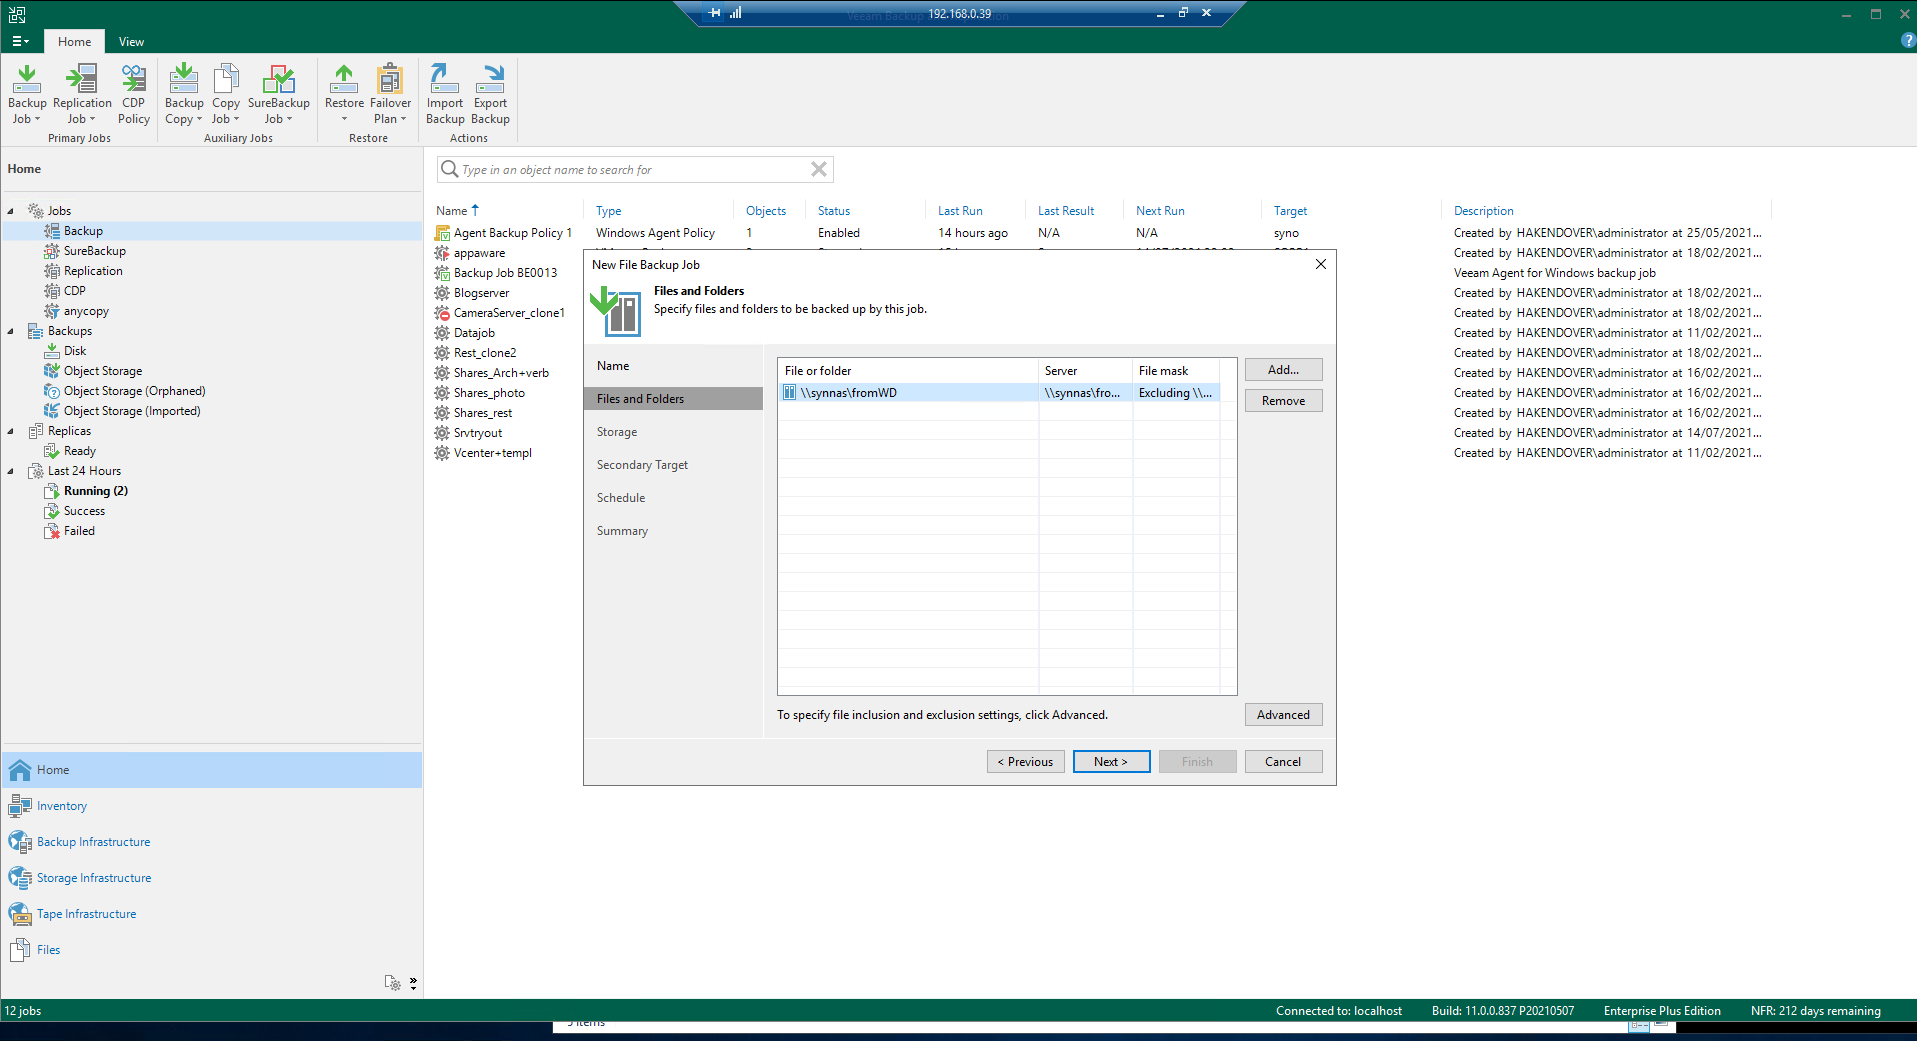 192.168.0.39
Home View
Backup Job Replication Job CDP Policy
Primary Jobs
Backup Copy Copy Job SureBackup Job
Auxiliary Jobs
Restore Failover Plan
Restore
Import Backup Export Backup
Actions
Home
Jobs
Backup
SureBackup
Replication
CDP
anycopy
Backups
Disk
Object Storage
Object Storage (Orphaned)
Object Storage (Imported)
Replicas
Ready
Last 24 Hours
Running (2)
Success
Failed
Home
Inventory
Backup Infrastructure
Storage Infrastructure
Tape Infrastructure
Files
Type in an object name to search for
Name Type Objects Status Last Run Last Result Next Run Target Description
Agent Backup Policy 1 Windows Agent Policy 1 Enabled 14 hours ago N/A N/A syno Created by HAKENDOVER\administrator at 25/05/2021...
appaware Created by HAKENDOVER\administrator at 18/02/2021...
Backup Job BE0013 Veeam Agent for Windows backup job
Blogserver Created by HAKENDOVER\administrator at 18/02/2021...
CameraServer_clone1 Created by HAKENDOVER\administrator at 18/02/2021...
Datajob Created by HAKENDOVER\administrator at 11/02/2021...
Rest_clone2 Created by HAKENDOVER\administrator at 18/02/2021...
Shares_Arch+verb Created by HAKENDOVER\administrator at 16/02/2021...
Shares_photo Created by HAKENDOVER\administrator at 16/02/2021...
Shares_rest Created by HAKENDOVER\administrator at 16/02/2021...
Srvtryout Created by HAKENDOVER\administrator at 14/07/2021...
Vcenter+templ Created by HAKENDOVER\administrator at 11/02/2021...
New File Backup Job
Files and Folders
Specify files and folders to be backed up by this job.
Name
Files and Folders
Storage
Secondary Target
Schedule
Summary
File or folder Server File mask
\\synnas\fromWD \\synnas\fro... Excluding \\...
Add...
Remove
To specify file inclusion and exclusion settings, click Advanced.
Advanced
< Previous Next > Finish Cancel
12 jobs
Connected to: localhost Build: 11.0.0.837 P20210507 Enterprise Plus Edition NFR: 212 days remaining